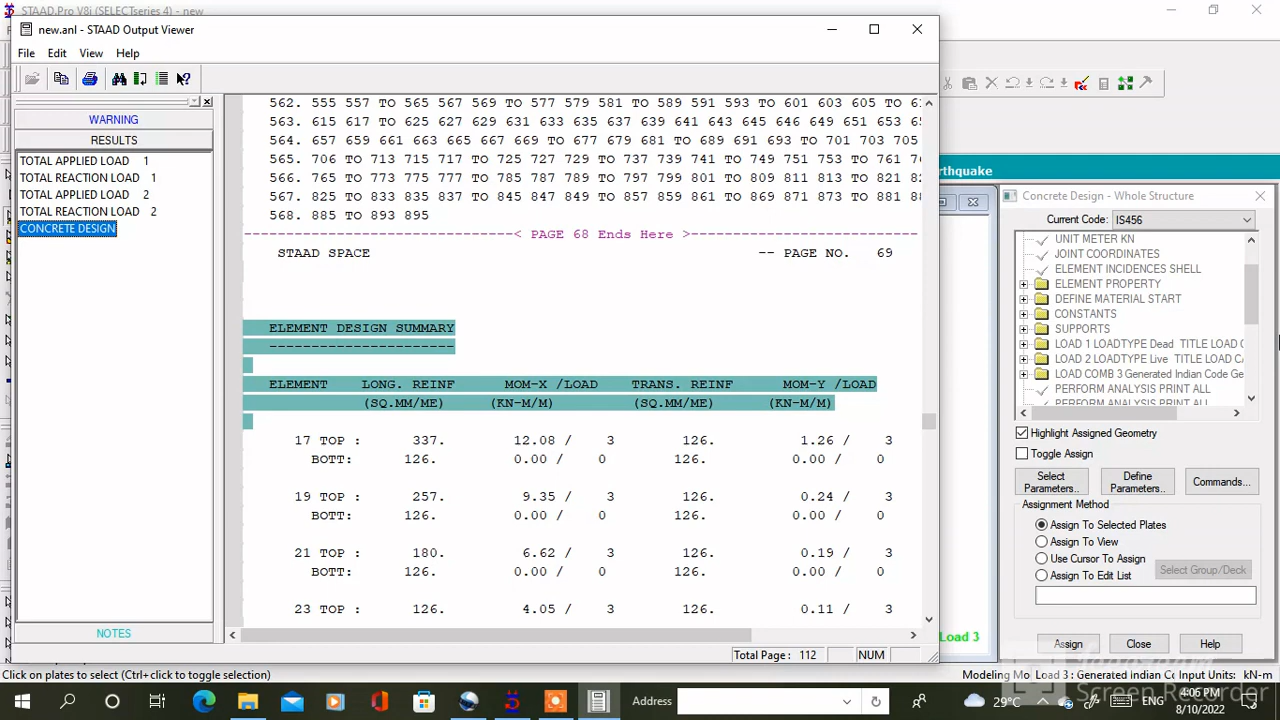 STAAD.Pro V8i (SELECTseries 4) - new
new.anl - STAAD Output Viewer
File Edit View Help
WARNING
RESULTS
TOTAL APPLIED LOAD 1
TOTAL REACTION LOAD 1
TOTAL APPLIED LOAD 2
TOTAL REACTION LOAD 2
CONCRETE DESIGN
NOTES
562. 555 557 TO 565 567 569 TO 577 579 581 TO 589 591 593 TO 601 603 605 TO
563. 615 617 TO 625 627 629 631 633 635 637 639 641 643 645 646 649 651 653
564. 657 659 661 663 665 667 TO 677 679 681 TO 689 691 693 TO 701 703 705
565. 706 TO 713 715 717 TO 725 727 729 TO 737 739 741 TO 749 751 753 TO 761
566. 765 773 775 777 TO 785 787 789 TO 797 799 801 TO 809 811 813 TO 821
567. 825 TO 833 835 837 TO 845 847 849 TO 857 859 861 TO 869 871 873 TO 881
568. 885 TO 893 895
-------------------------------< PAGE 68 Ends Here >---------------------------
STAAD SPACE -- PAGE NO. 69
ELEMENT DESIGN SUMMARY
----------------------
ELEMENT LONG. REINF MOM-X /LOAD TRANS. REINF MOM-Y /LOAD
(SQ.MM/ME) (KN-M/M) (SQ.MM/ME) (KN-M/M)
17 TOP : 337. 12.08 / 3 126. 1.26 / 3
BOTT: 126. 0.00 / 0 126. 0.00 / 0
19 TOP : 257. 9.35 / 3 126. 0.24 / 3
BOTT: 126. 0.00 / 0 126. 0.00 / 0
21 TOP : 180. 6.62 / 3 126. 0.19 / 3
BOTT: 126. 0.00 / 0 126. 0.00 / 0
23 TOP : 126. 4.05 / 3 126. 0.11 / 3
Total Page : 112 NUM
rthquake
Concrete Design - Whole Structure
Current Code: IS456
UNIT METER KN
JOINT COORDINATES
ELEMENT INCIDENCES SHELL
ELEMENT PROPERTY
DEFINE MATERIAL START
CONSTANTS
SUPPORTS
LOAD 1 LOADTYPE Dead TITLE LOAD
LOAD 2 LOADTYPE Live TITLE LOAD
LOAD COMB 3 Generated Indian Code Ge
PERFORM ANALYSIS PRINT ALL
PERFORM ANALYSIS PRINT ALL
Highlight Assigned Geometry
Toggle Assign
Select Parameters.. Define Parameters.. Commands...
Assignment Method
Assign To Selected Plates
Assign To View
Use Cursor To Assign
Select Group/Deck
Assign To Edit List
Assign Close Help
Load 3
Click on plates to select (Ctrl+click to toggle selection)
Modeling Mo Load 3 : Generated Indian Co Input Units: kN-m
Address
29°C
ENG
4:06 PM
8/10/2022
Screen Recorder